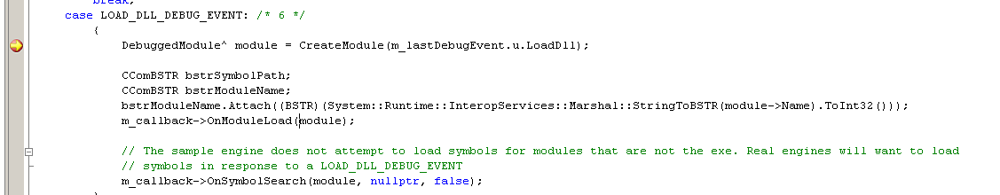 break;
case LOAD_DLL_DEBUG_EVENT: /* 6 */
{
DebuggedModule^ module = CreateModule(m_lastDebugEvent.u.LoadDll);
CComBSTR bstrSymbolPath;
CComBSTR bstrModuleName;
bstrModuleName.Attach((BSTR)(System::Runtime::InteropServices::Marshal::StringToBSTR(module->Name).ToInt32()));
m_callback->OnModuleLoad(module);
// The sample engine does not attempt to load symbols for modules that are not the exe. Real engines will want to load
// symbols in response to a LOAD_DLL_DEBUG_EVENT
m_callback->OnSymbolSearch(module, nullptr, false);